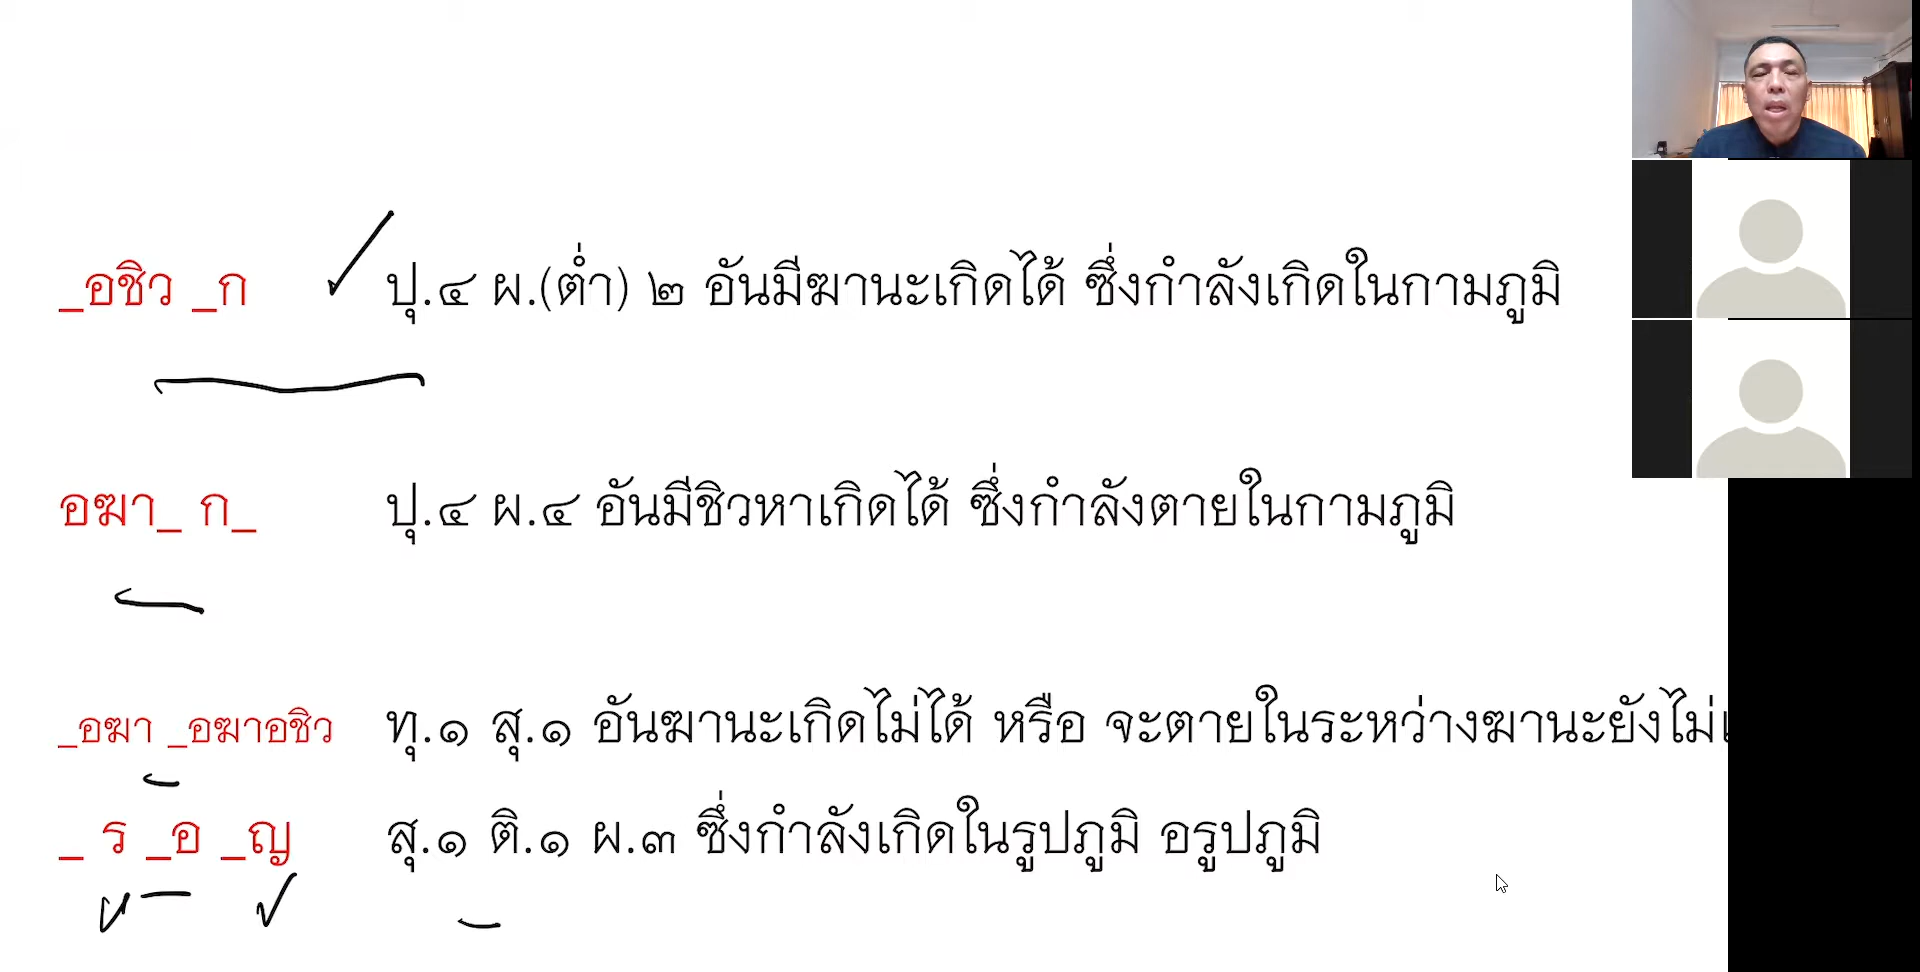 _อชิว _ก ปุ.๔ ผ.(ต่ำ) ๒ อันมีฆานะเกิดได้ ซึ่งกำลังเกิดในกามภูมิ
อฆา_ ก_ ปุ.๔ ผ.๔ อันมีชิวหาเกิดได้ ซึ่งกำลังตายในกามภูมิ
_อฆา _อฆาอชิว ทุ.๑ สุ.๑ อันฆานะเกิดไม่ได้ หรือ จะตายในระหว่างฆานะยังไม่
_ ร _อ _ญ สุ.๑ ติ.๑ ผ.๓ ซึ่งกำลังเกิดในรูปภูมิ อรูปภูมิ